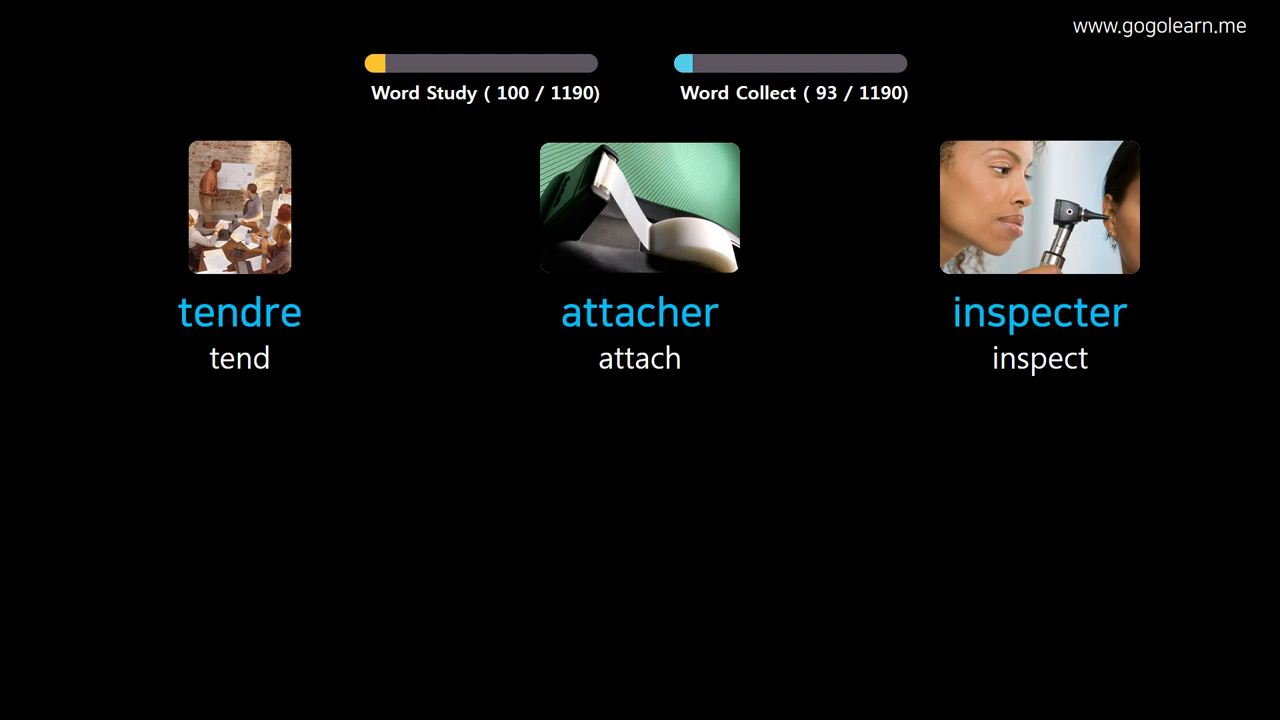 www.gogolearn.me
Word Study ( 100 / 1190)
Word Collect ( 93 / 1190)
tendre
tend
attacher
attach
inspecter
inspect